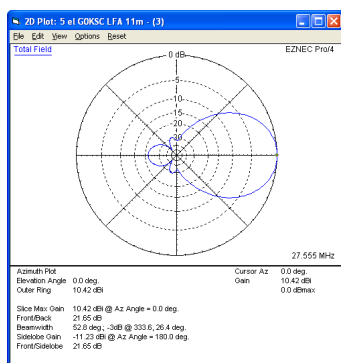 2D Plot: 5 el G0KSC LFA 11m - (3)
File Edit View Options Reset
Total Field
EZNEC Pro/4
0 dB
-5
-10
-15
-20
-30
27.555 MHz
Azimuth Plot Cursor Az 0.0 deg.
Elevation Angle 0.0 deg. Gain 10.42 dBi
Outer Ring 10.42 dBi 0.0 dBmax
Slice Max Gain 10.42 dBi @ Az Angle = 0.0 deg.
Front/Back 21.65 dB
Beamwidth 52.8 deg.; -3dB @ 333.6, 26.4 deg.
Sidelobe Gain -11.23 dBi @ Az Angle = 180.0 deg.
Front/Sidelobe 21.65 dB